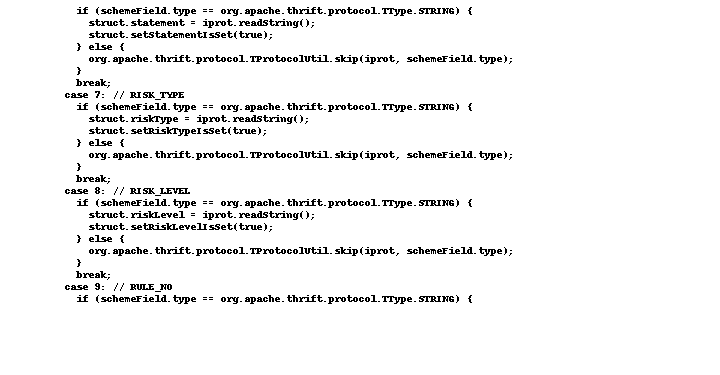 if (schemeField.type == org.apache.thrift.protocol.TType.STRING) {
struct.statement = iprot.readString();
struct.setStatementIsSet(true);
} else {
org.apache.thrift.protocol.TProtocolUtil.skip(iprot, schemeField.type);
}
break;
case 7: // RISK_TYPE
if (schemeField.type == org.apache.thrift.protocol.TType.STRING) {
struct.riskType = iprot.readString();
struct.setRiskTypeIsSet(true);
} else {
org.apache.thrift.protocol.TProtocolUtil.skip(iprot, schemeField.type);
}
break;
case 8: // RISK_LEVEL
if (schemeField.type == org.apache.thrift.protocol.TType.STRING) {
struct.riskLevel = iprot.readString();
struct.setRiskLevelIsSet(true);
} else {
org.apache.thrift.protocol.TProtocolUtil.skip(iprot, schemeField.type);
}
break;
case 9: // RULE_NO
if (schemeField.type == org.apache.thrift.protocol.TType.STRING) {